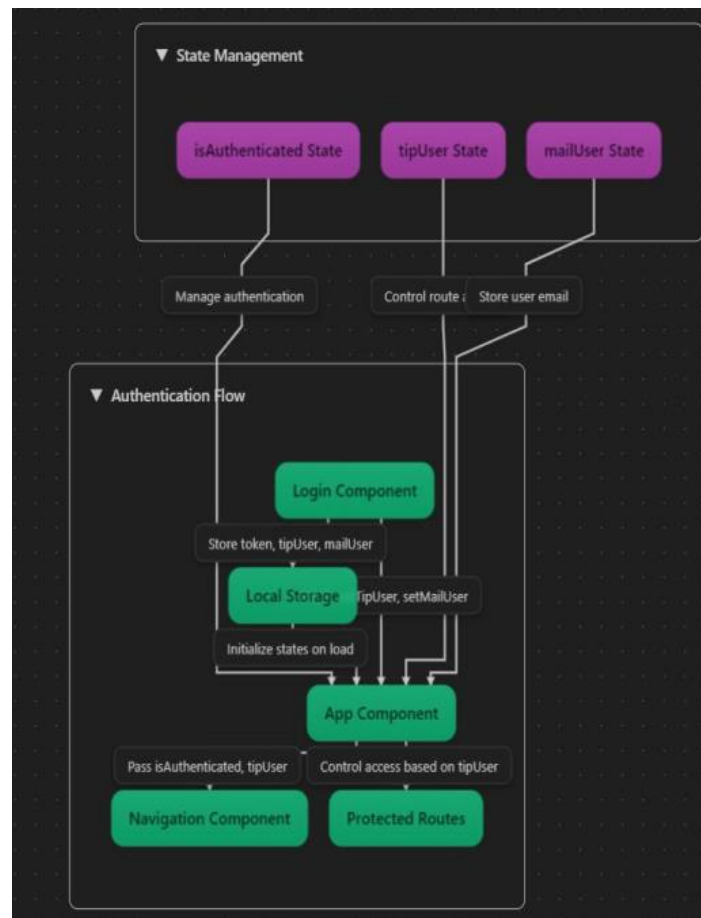 ▼ State Management
isAuthenticated State
tipUser State
mailUser State
Manage authentication
Control route
Store user email
▼ Authentication Flow
Login Component
Store token, tipUser, mailUser
Local Storage
TipUser, setMailUser
Initialize states on load
App Component
Pass isAuthenticated, tipUser
Control access based on tipUser
Navigation Component
Protected Routes